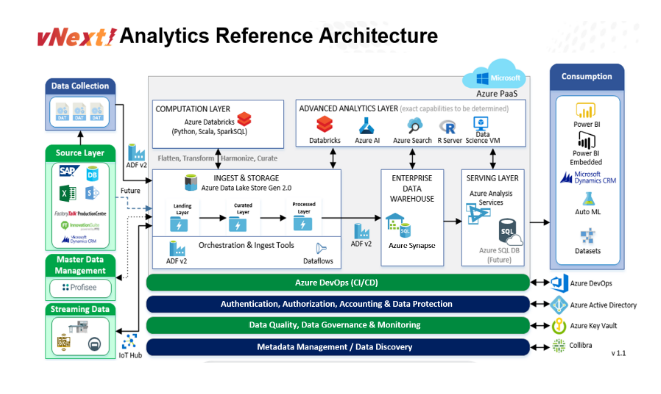 vNext! Analytics Reference Architecture
Data Collection
Source Layer
SAP
DB
FactoryTalk ProductionCenter
InnovationSuite
Microsoft
Dynamics CRM
Master Data
Management
Profisee
Streaming Data
IoT Hub
ADF v2
Future
Microsoft
Azure PaaS
COMPUTATION LAYER
Azure Databricks
(Python, Scala, SparkSQL)
Flatten, Transform
Harmonize, Curate
ADVANCED ANALYTICS LAYER (exact capabilities to be determined)
Databricks
Azure AI
Azure Search
R Server
Data
Science VM
INGEST & STORAGE
Azure Data Lake Store Gen 2.0
Landing
Layer
Curated
Layer
Processed
Layer
Orchestration & Ingest Tools
ADF v2
Dataflows
ADF v2
ENTERPRISE
DATA
WAREHOUSE
Azure Synapse
SERVING LAYER
Azure Analysis
Services
SQL
Azure SQL DB
(Future)
Consumption
Power BI
Power BI
Embedded
Microsoft
Dynamics CRM
Auto ML
Datasets
Azure DevOps (CI/CD)
Authentication, Authorization, Accounting & Data Protection
Data Quality, Data Governance & Monitoring
Metadata Management / Data Discovery
Azure DevOps
Azure Active Directory
Azure Key Vault
Collibra
v 1.1